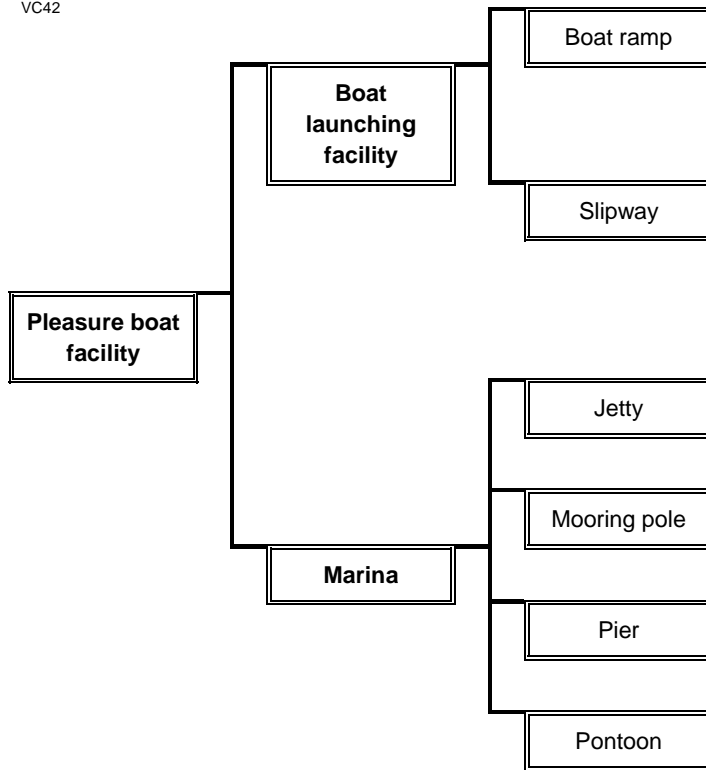 VC42
Boat ramp
Boat
launching
facility
Slipway
Pleasure boat
facility
Jetty
Mooring pole
Marina
Pier
Pontoon